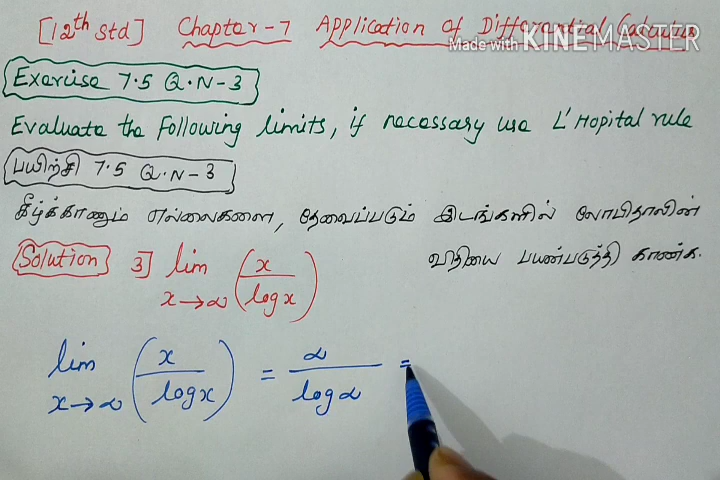 [12th Std] Chapter-7 Application of Differential Calculus
Made with KINEMASTER
Exercise 7.5 Q.N-3
Evaluate the following limits, if necessary use L'Hopital rule
பயிற்சி 7.5 Q.N-3
கீழ்க்காணும் எல்லைகளை, தேவைப்படும் இடங்களில் லோபிதாலின்
விதியை பயன்படுத்தி காண்க.
Solution 3] lim x→∞ (x/log x)
lim x→∞ (x/log x) = ∞/log ∞ =